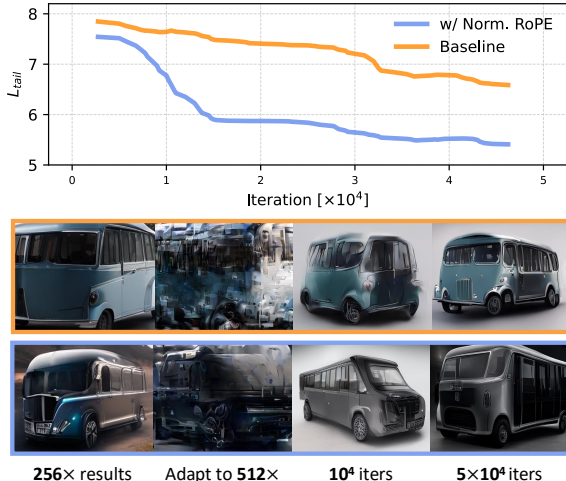 8
7
6
5
L_tail
w/ Norm. RoPE
Baseline
0 1 2 3 4 5
Iteration [×10⁴]
256× results Adapt to 512× 10⁴ iters 5×10⁴ iters